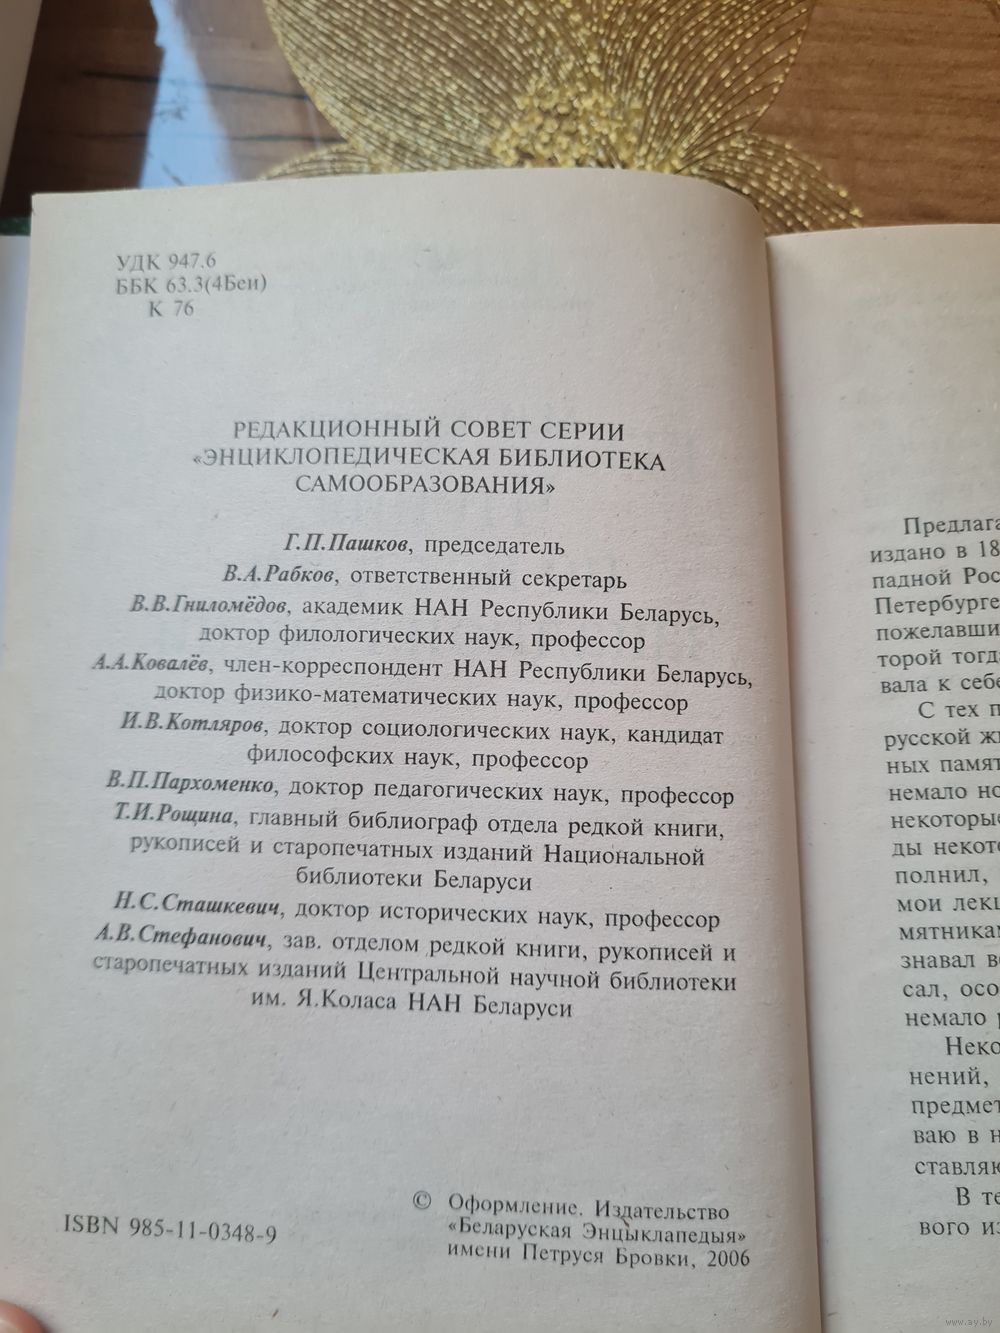 УДК 947.6
ББК 63.3(4Беи)
К 76
РЕДАКЦИОННЫЙ СОВЕТ СЕРИИ
«ЭНЦИКЛОПЕДИЧЕСКАЯ БИБЛИОТЕКА
САМООБРАЗОВАНИЯ»
Г.П.Пашков, председатель
В.А.Рабков, ответственный секретарь
В.В.Гниломёдов, академик НАН Республики Беларусь,
доктор филологических наук, профессор
А.А.Ковалёв, член-корреспондент НАН Республики Беларусь,
доктор физико-математических наук, профессор
И.В.Котляров, доктор социологических наук, кандидат
философских наук, профессор
В.П.Пархоменко, доктор педагогических наук, профессор
Т.И.Рощина, главный библиограф отдела редкой книги,
рукописей и старопечатных изданий Национальной
библиотеки Беларуси
Н.С.Сташкевич, доктор исторических наук, профессор
А.В.Стефанович, зав. отделом редкой книги, рукописей и
старопечатных изданий Центральной научной библиотеки
им. Я.Коласа НАН Беларуси
ISBN 985-11-0348-9
© Оформление. Издательство
«Беларуская Энцыклапедыя»
имени Петруся Бровки, 2006
Предлага
издано в 18
падной Рос
Петербурге
пожелавши
торой тогд
вала к себе
С тех п
русской жи
ных памят
немало но
некоторые
ды некото
полнил,
мои лекц
мятникам
знавал в
сал, осо
немало
Неко
нений,
предмет
ваю в н
ставляю
В те
вого из
www.ay.by